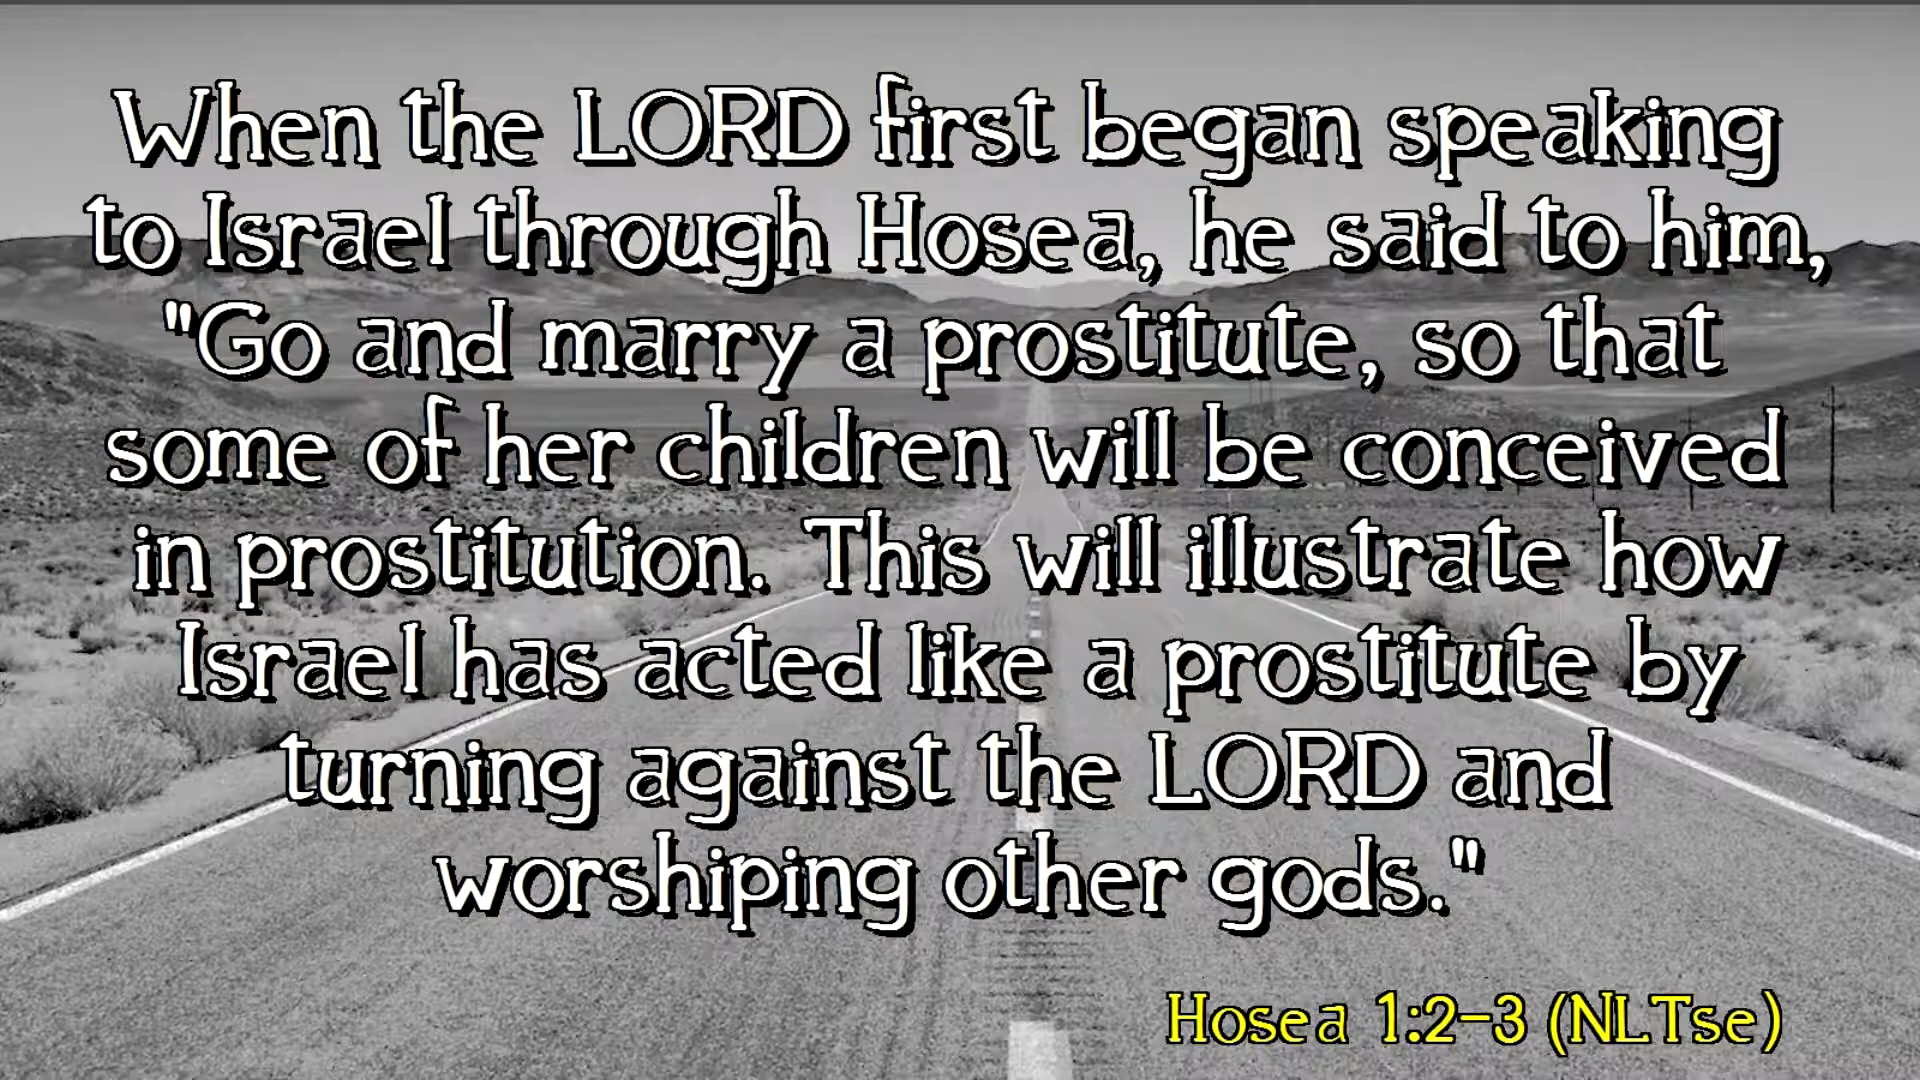 When the LORD first began speaking
to Israel through Hosea, he said to him,
"Go and marry a prostitute, so that
some of her children will be conceived
in prostitution. This will illustrate how
Israel has acted like a prostitute by
turning against the LORD and
worshiping other gods."
Hosea 1:2-3 (NLTse)